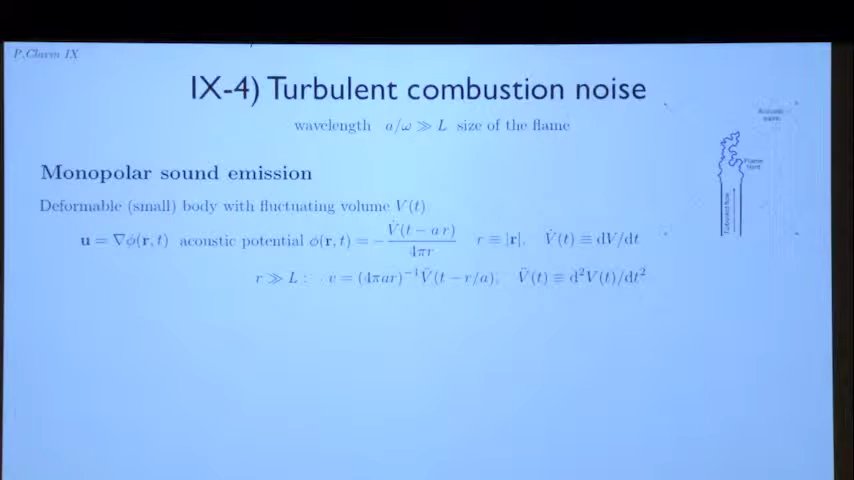 P.Clavin IX
IX-4) Turbulent combustion noise
wavelength a/ω ≫ L size of the flame
Monopolar sound emission
Deformable (small) body with fluctuating volume V(t)
u = ∇ϕ(r, t) acoustic potential ϕ(r, t) = − V̇(t − a r) / 4πr r ≡ |r|, V̇(t) ≡ dV/dt
r ≫ L : v = (4πar)⁻¹V̈(t − r/a), V̈(t) ≡ d²V(t)/dt²
Flame
front